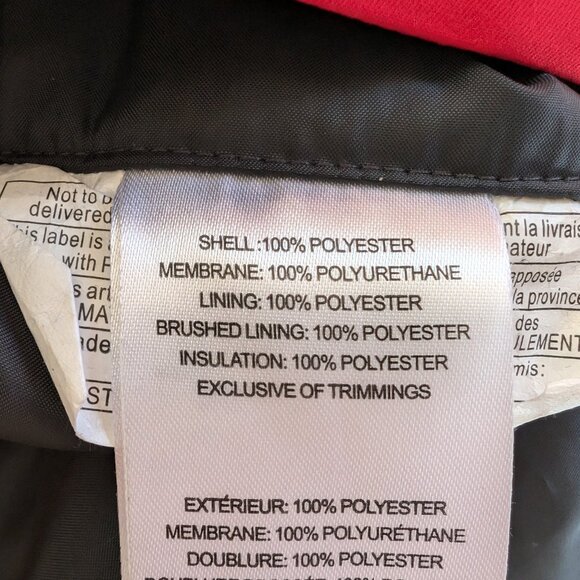 Not to
delivered
this label is a
with
s art
MA
ade
ST
SHELL :100% POLYESTER
MEMBRANE: 100% POLYURETHANE
LINING: 100% POLYESTER
BRUSHED LINING: 100% POLYESTER
INSULATION: 100% POLYESTER
EXCLUSIVE OF TRIMMINGS
EXTÉRIEUR: 100% POLYESTER
MEMBRANE: 100% POLYURÉTHANE
DOUBLURE: 100% POLYESTER
nt la livrais
ateur
apposée
la province
des
ULEMENT
mis: